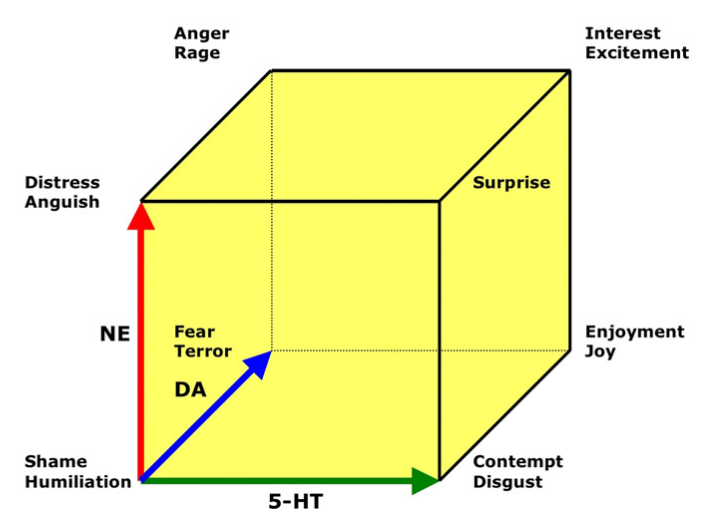 Anger
Rage
Interest
Excitement
Distress
Anguish
Surprise
NE
Fear
Terror
Enjoyment
Joy
DA
Shame
Humiliation
Contempt
Disgust
5-HT